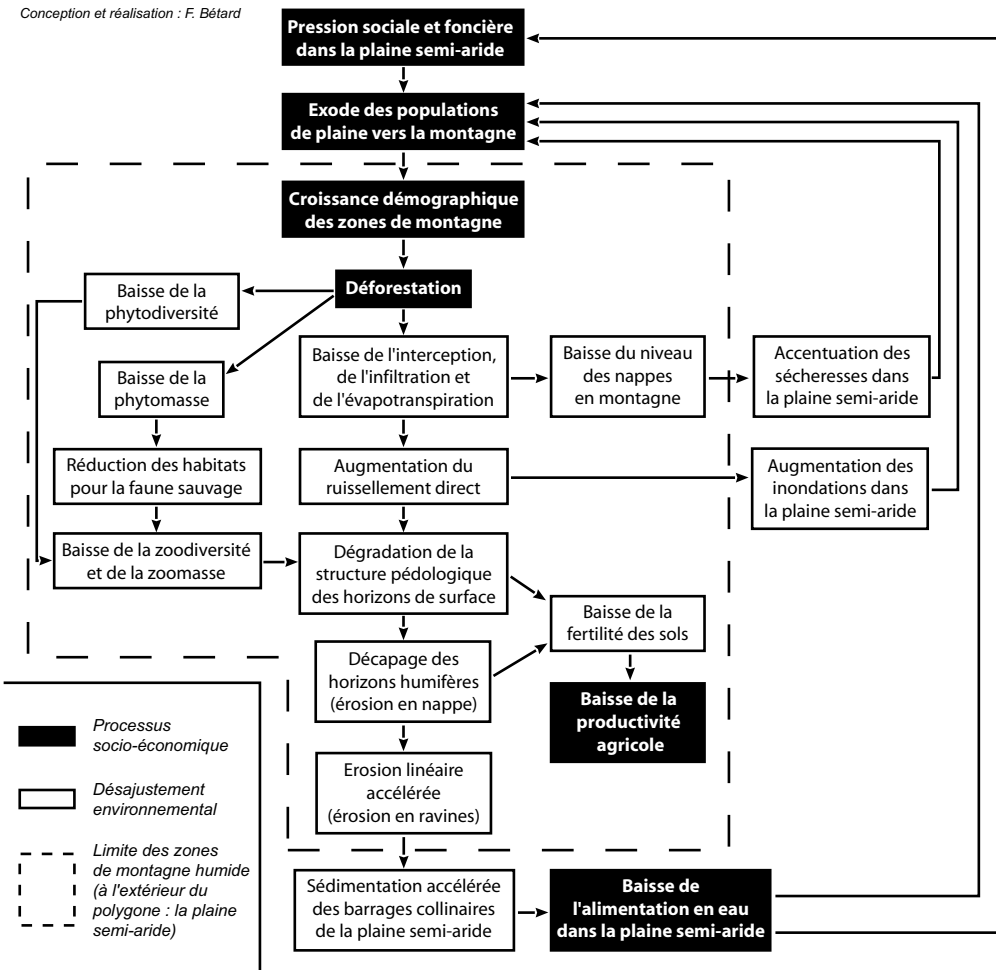 Conception et réalisation : F. Bétard
Pression sociale et foncière
dans la plaine semi-aride
Exode des populations
de plaine vers la montagne
Croissance démographique
des zones de montagne
Déforestation
Baisse de la
phytodiversité
Baisse de la
phytomasse
Baisse de l'interception,
de l'infiltration et
de l'évapotranspiration
Baisse du niveau
des nappes
en montagne
Accentuation des
sécheresses dans
la plaine semi-aride
Réduction des habitats
pour la faune sauvage
Augmentation du
ruissellement direct
Augmentation des
inondations dans
la plaine semi-aride
Baisse de la zoodiversité
et de la zoomasse
Dégradation de la
structure pédologique
des horizons de surface
Baisse de la
fertilité des sols
Décapage des
horizons humifères
(érosion en nappe)
Baisse de la
productivité
agricole
Erosion linéaire
accélérée
(érosion en ravines)
Sédimentation accélérée
des barrages collinaires
de la plaine semi-aride
Baisse de
l'alimentation en eau
dans la plaine semi-aride
Processus
socio-économique
Désajustement
environnemental
Limite des zones
de montagne humide
(à l'extérieur du
polygone : la plaine
semi-aride)